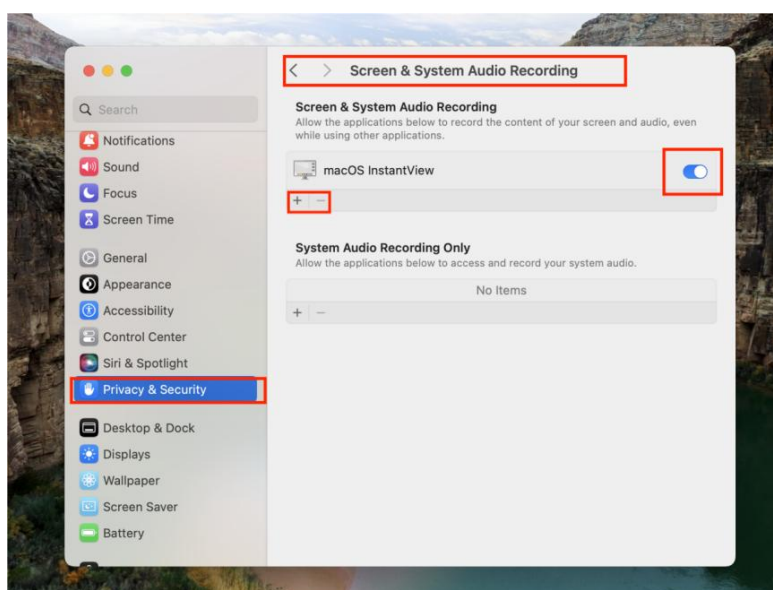 Screen & System Audio Recording
Search
Notifications
Sound
Focus
Screen Time
General
Appearance
Accessibility
Control Center
Siri & Spotlight
Privacy & Security
Desktop & Dock
Displays
Wallpaper
Screen Saver
Battery
Screen & System Audio Recording
Allow the applications below to record the content of your screen and audio, even
while using other applications.
macOS InstantView
System Audio Recording Only
Allow the applications below to access and record your system audio.
No Items